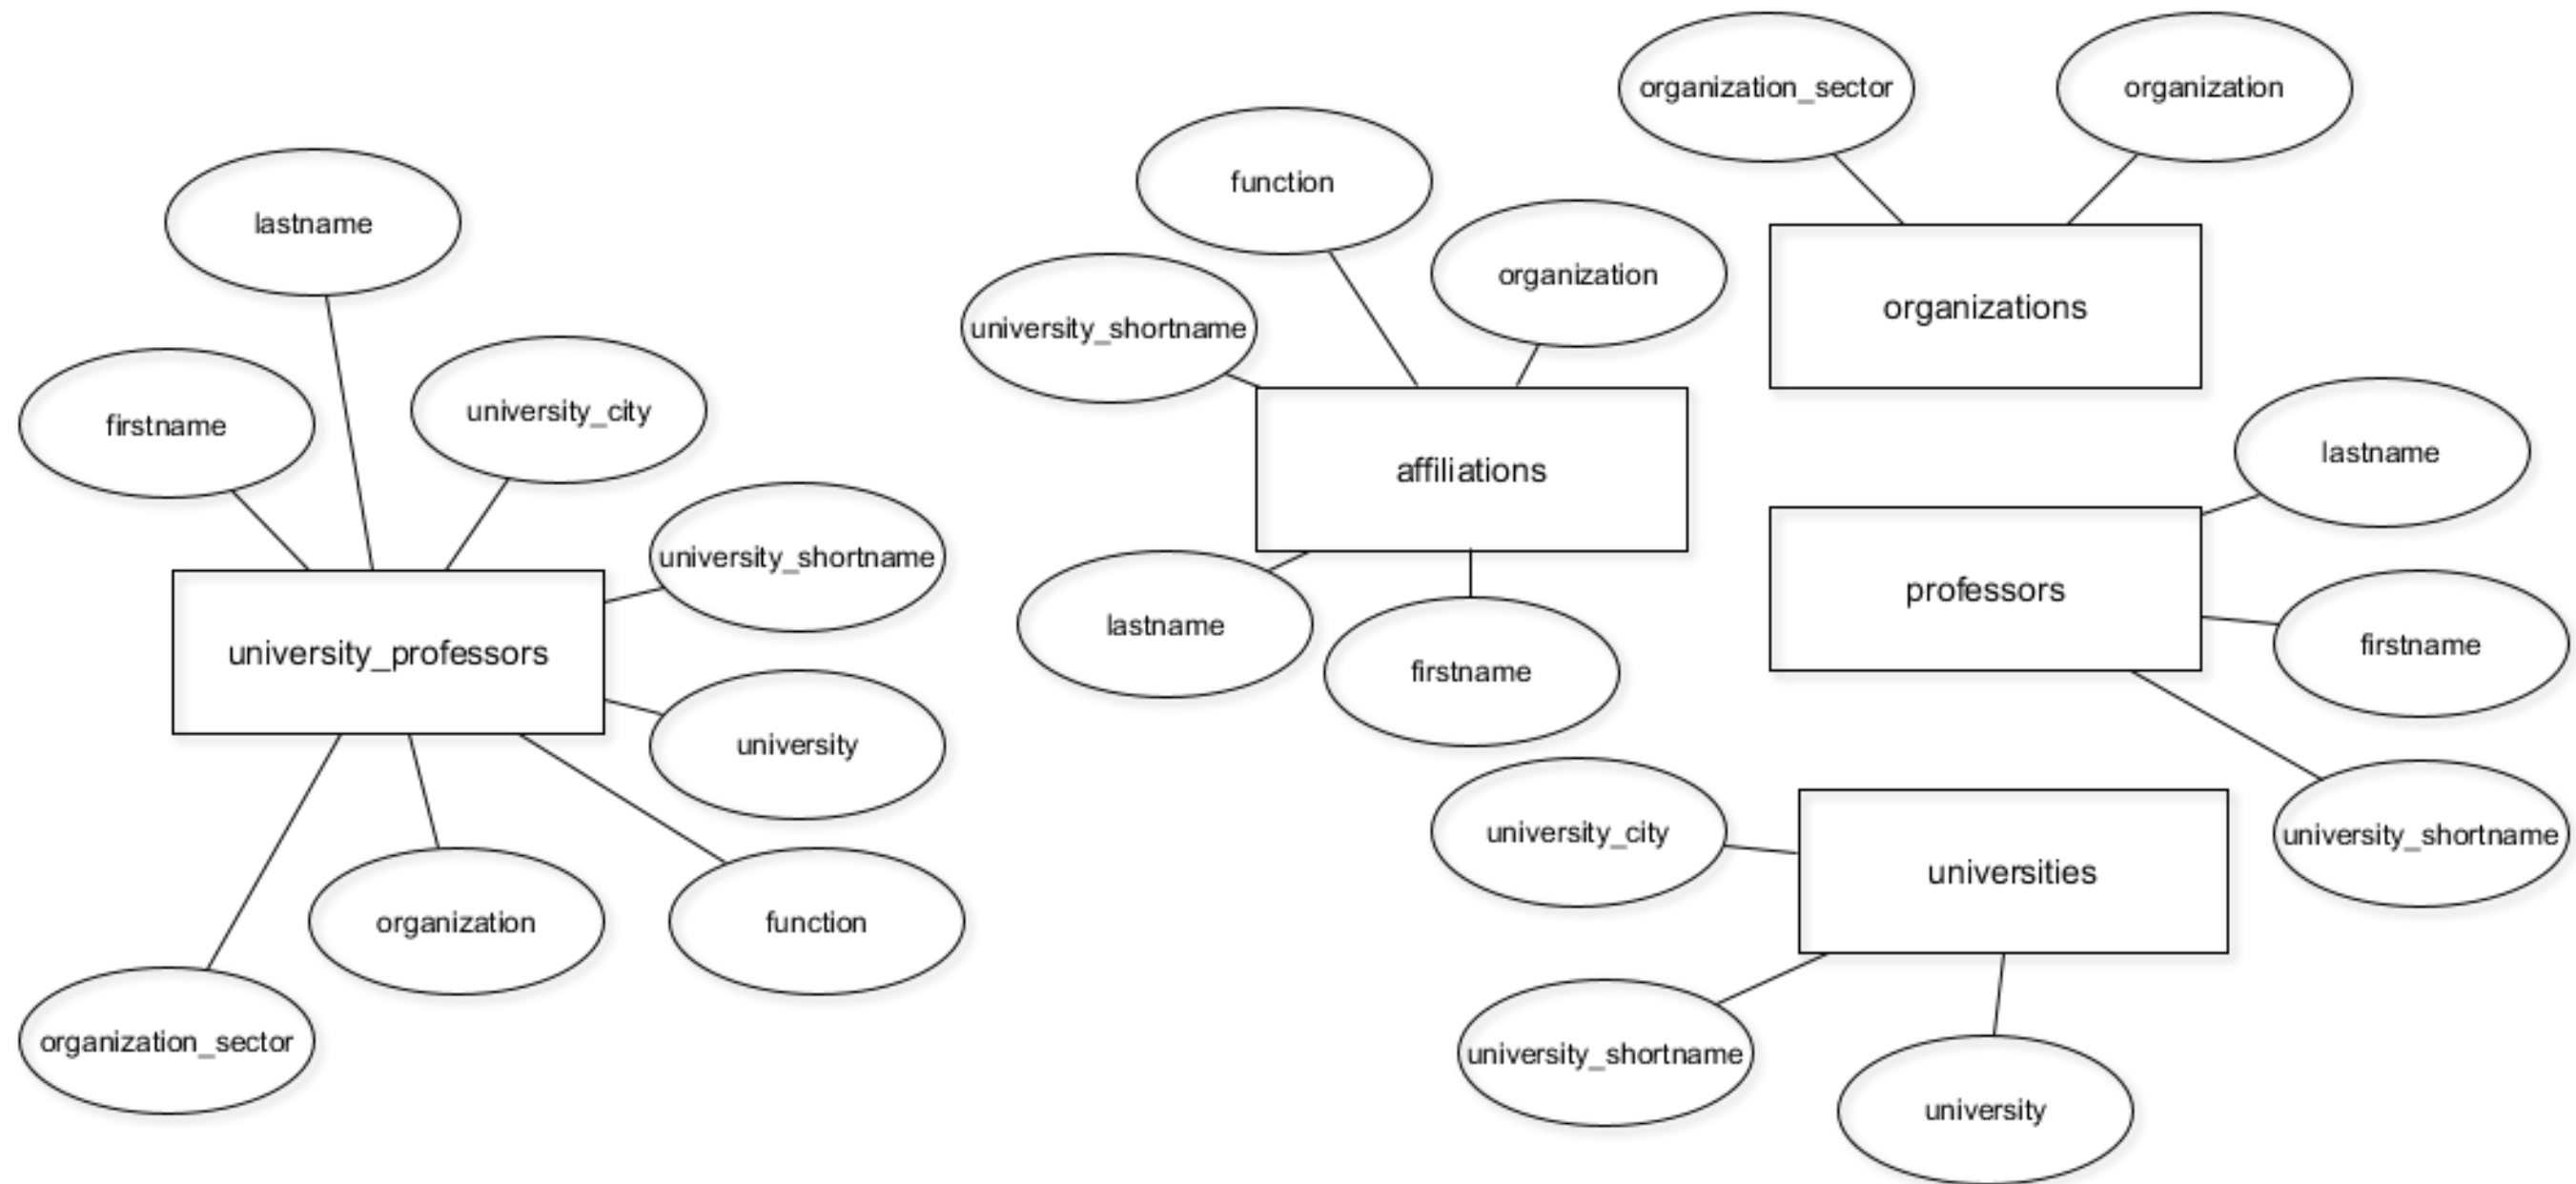 lastname
firstname
university_city
university_shortname
university_professors
university
organization
function
organization_sector
function
university_shortname
organization
affiliations
lastname
firstname
organization_sector
organization
organizations
lastname
professors
firstname
university_shortname
university_city
universities
university_shortname
university